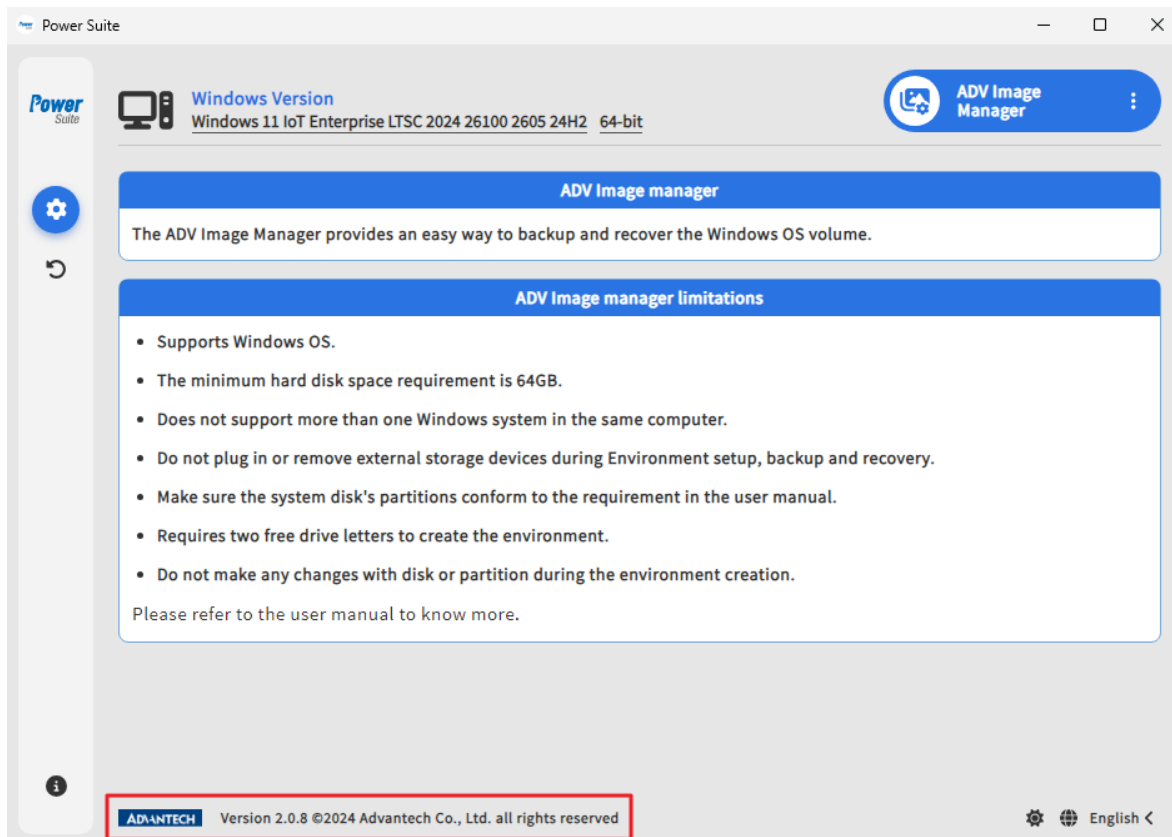 Power Suite
Power
Suite
Windows Version
Windows 11 IoT Enterprise LTSC 2024 26100 2605 24H2 64-bit
ADV Image
Manager
ADV Image manager
The ADV Image Manager provides an easy way to backup and recover the Windows OS volume.
ADV Image manager limitations
• Supports Windows OS.
• The minimum hard disk space requirement is 64GB.
• Does not support more than one Windows system in the same computer.
• Do not plug in or remove external storage devices during Environment setup, backup and recovery.
• Make sure the system disk's partitions conform to the requirement in the user manual.
• Requires two free drive letters to create the environment.
• Do not make any changes with disk or partition during the environment creation.
Please refer to the user manual to know more.
ADVANTECH Version 2.0.8 ©2024 Advantech Co., Ltd. all rights reserved
English